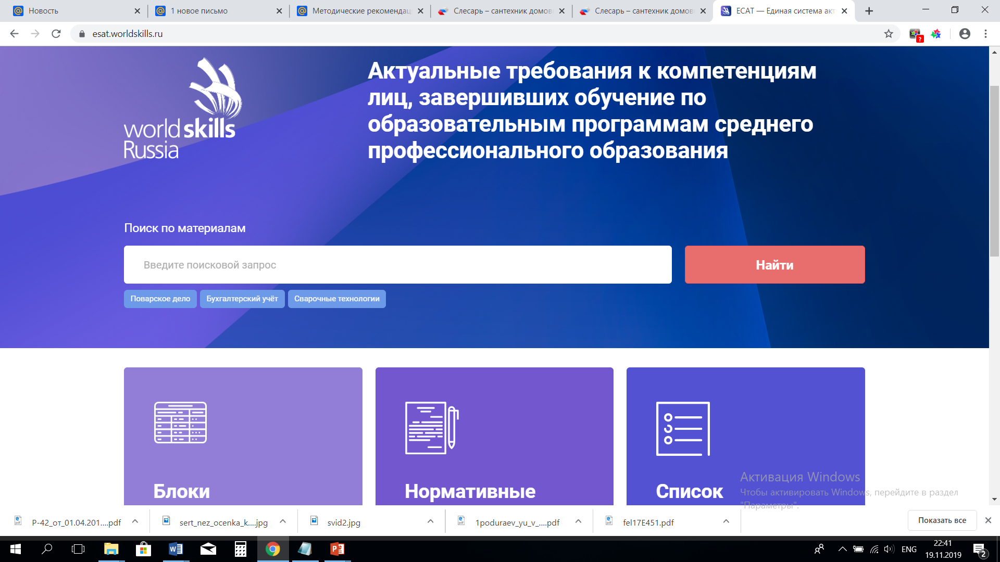 Новость
1 новое письмо
Методические рекомендац
Слесарь – сантехник домов
Слесарь – сантехник домов
ЕСАТ — Единая система акт
esat.worldskills.ru
world skills
Russia
Актуальные требования к компетенциям
лиц, завершивших обучение по
образовательным программам среднего
профессионального образования
Поиск по материалам
Введите поисковой запрос
Найти
Поварское дело
Бухгалтерский учёт
Сварочные технологии
Блоки
Нормативные
Список
Активация Windows
Чтобы активировать Windows, перейдите в раздел
"Параметры".
Р-42_от_01.04.201....pdf
sert_nez_ocenka_k....jpg
svid2.jpg
1poduraev_yu_v_....pdf
fel17E451.pdf
Показать все
ENG
22:41
19.11.2019
2